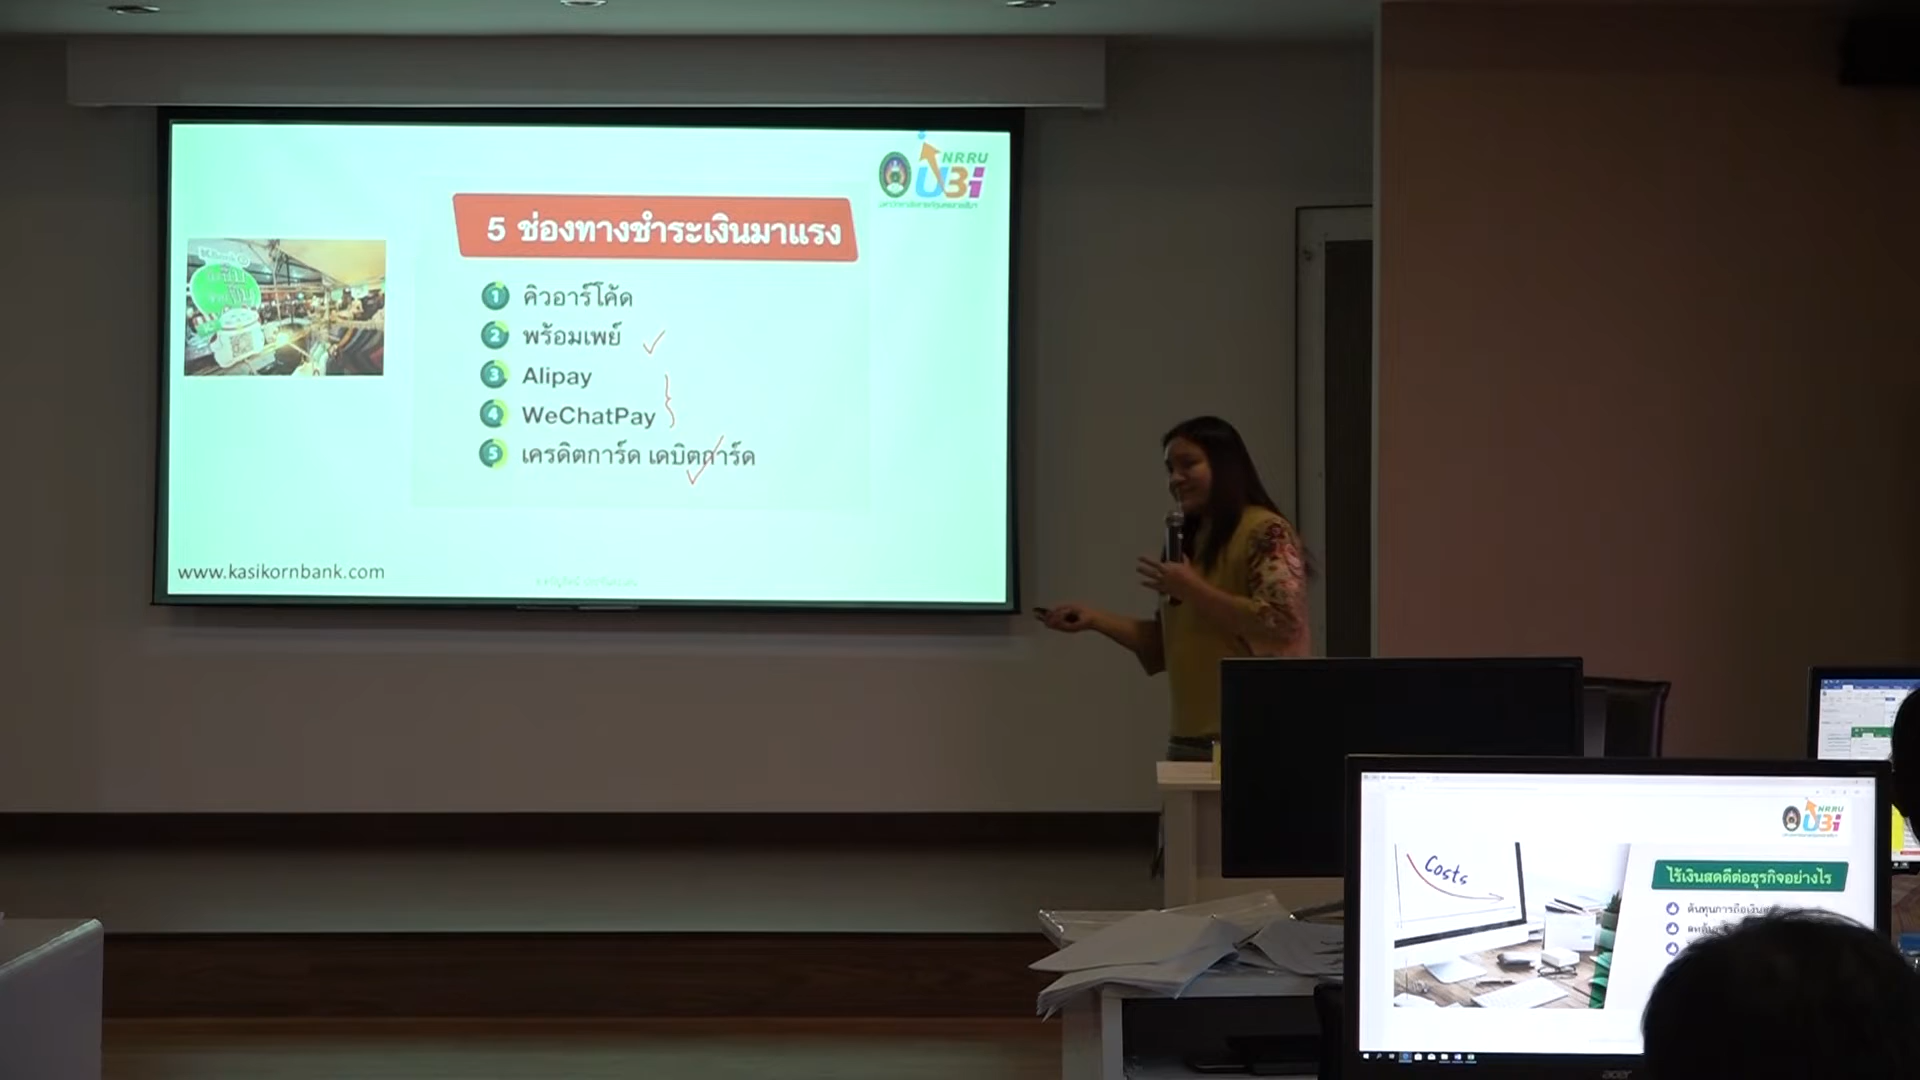 NRRU
UBi
5 ช่องทางชำระเงินมาแรง
1 คิวอาร์โค้ด
2 พร้อมเพย์
3 Alipay
4 WeChatPay
5 เครดิตการ์ด เดบิตการ์ด
www.kasikornbank.com
NRRU
UBi
Costs
ไร้เงินสดดีต่อธุรกิจอย่างไร
acer